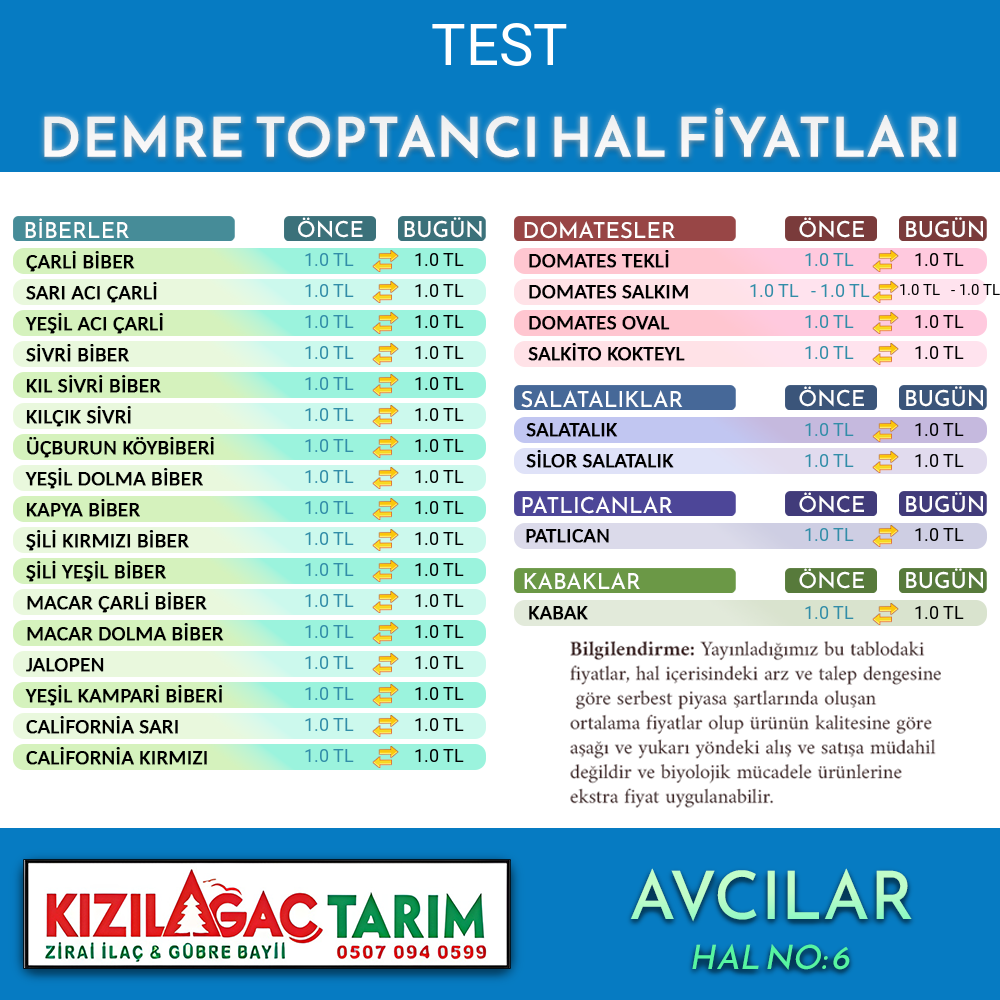 TEST
DEMRE TOPTANCI HAL FİYATLARI
BİBERLER ÖNCE BUGÜN
ÇARLİ BİBER 1.0 TL 1.0 TL
SARI ACI ÇARLİ 1.0 TL 1.0 TL
YEŞİL ACI ÇARLİ 1.0 TL 1.0 TL
SİVRİ BİBER 1.0 TL 1.0 TL
KIL SİVRİ BİBER 1.0 TL 1.0 TL
KILÇIK SİVRİ 1.0 TL 1.0 TL
ÜÇBURUN KÖYBİBERİ 1.0 TL 1.0 TL
YEŞİL DOLMA BİBER 1.0 TL 1.0 TL
KAPYA BİBER 1.0 TL 1.0 TL
ŞİLİ KIRMIZI BİBER 1.0 TL 1.0 TL
ŞİLİ YEŞİL BİBER 1.0 TL 1.0 TL
MACAR ÇARLİ BİBER 1.0 TL 1.0 TL
MACAR DOLMA BİBER 1.0 TL 1.0 TL
JALOPEN 1.0 TL 1.0 TL
YEŞİL KAMPARİ BİBERİ 1.0 TL 1.0 TL
CALİFORNİA SARI 1.0 TL 1.0 TL
CALİFORNİA KIRMIZI 1.0 TL 1.0 TL
DOMATESLER ÖNCE BUGÜN
DOMATES TEKLİ 1.0 TL 1.0 TL
DOMATES SALKIM 1.0 TL - 1.0 TL 1.0 TL - 1.0 TL
DOMATES OVAL 1.0 TL 1.0 TL
SALKİTO KOKTEYL 1.0 TL 1.0 TL
SALATALIKLAR ÖNCE BUGÜN
SALATALIK 1.0 TL 1.0 TL
SİLOR SALATALIK 1.0 TL 1.0 TL
PATLICANLAR ÖNCE BUGÜN
PATLICAN 1.0 TL 1.0 TL
KABAKLAR ÖNCE BUGÜN
KABAK 1.0 TL 1.0 TL
Bilgilendirme: Yayınladığımız bu tablodaki
fiyatlar, hal içerisindeki arz ve talep dengesine
göre serbest piyasa şartlarında oluşan
ortalama fiyatlar olup ürünün kalitesine göre
aşağı ve yukarı yöndeki alış ve satışa müdahil
değildir ve biyolojik mücadele ürünlerine
ekstra fiyat uygulanabilir.
KIZILAGAÇ TARIM
ZİRAİ İLAÇ & GÜBRE BAYİİ 0507 094 0599
AVCILAR
HAL NO:6